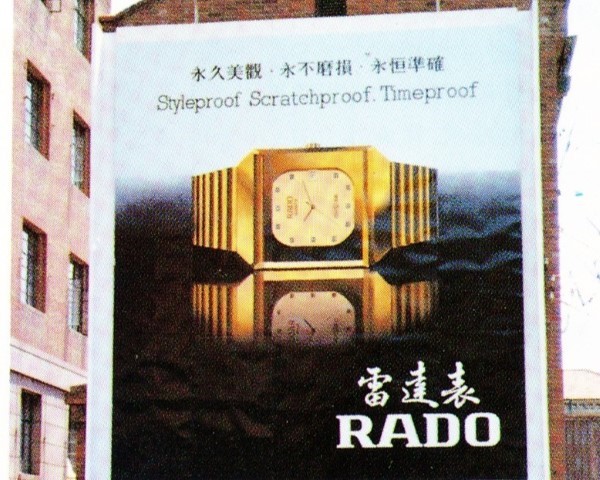 永久美觀·永不磨損·永恒準確
Styleproof Scratchproof. Timeproof
RADO
雷達表
RADO